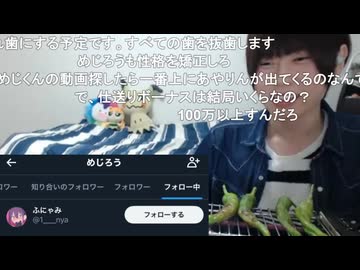 れ歯にする予定です。すべての歯を抜歯します
めじろうも性格を矯正しろ
めじくんの動画探したら一番上にあやりんが出てくるのなんで
で、仕送りボーナスは結局いくらなの?
100万以上すんだろ
めじろう
ロワー
知り合いのフォロワー
フォロワー
フォロー中
ふにゃみ
@1___nya
フォローする